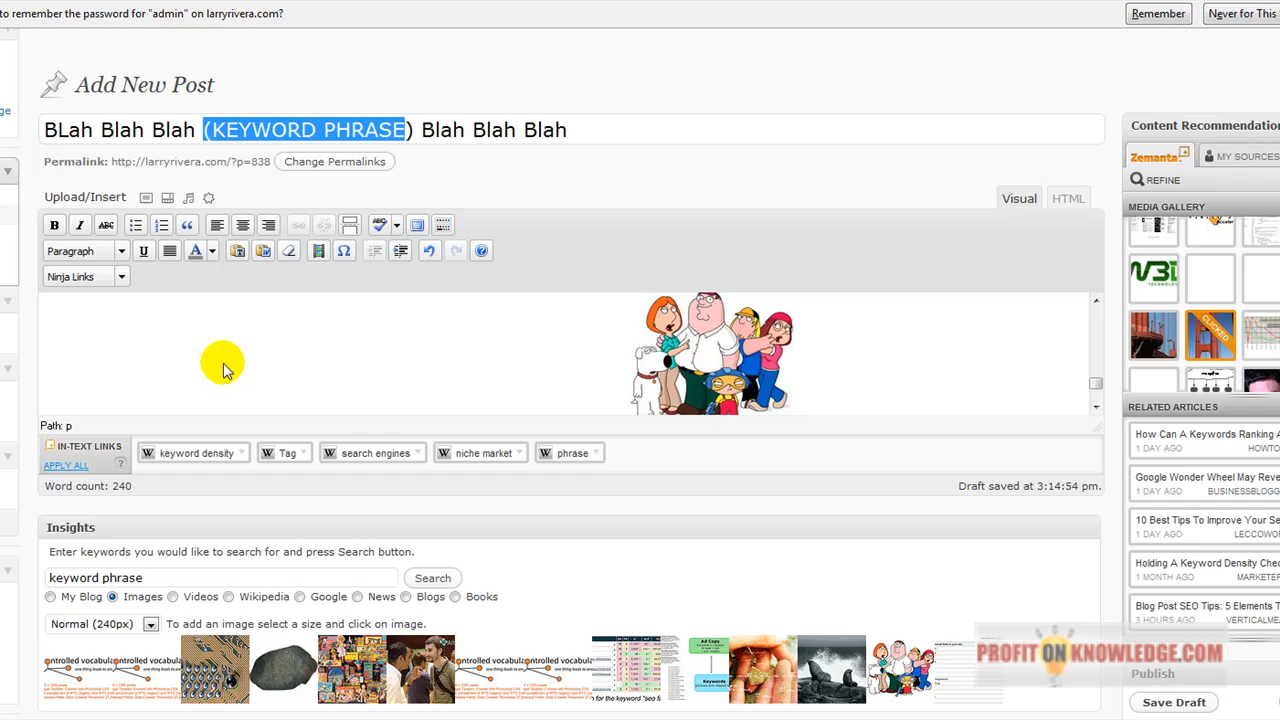 to remember the password for "admin" on larryrivera.com?
Remember
Never for This
Add New Post
BLah Blah Blah (KEYWORD PHRASE) Blah Blah Blah
Permalink: http://larryrivera.com/?p=838
Change Permalinks
Upload/Insert
Visual
HTML
Paragraph
Ninja Links
Path: p
IN-TEXT LINKS
APPLY ALL
keyword density
Tag
search engines
niche market
phrase
Word count: 240
Draft saved at 3:14:54 pm.
Insights
Enter keywords you would like to search for and press Search button.
keyword phrase
Search
My Blog
Images
Videos
Wikipedia
Google
News
Blogs
Books
Normal (240px)
To add an image select a size and click on image.
Content Recommendation
Zemanta
MY SOURCES
REFINE
MEDIA GALLERY
CLICKED
RELATED ARTICLES
How Can A Keywords Ranking A
1 DAY AGO
HOWTO
Google Wonder Wheel May Reve
1 DAY AGO
BUSINESSBLOGG
10 Best Tips To Improve Your Se
1 DAY AGO
LECCOWO
Holding A Keyword Density Chec
1 MONTH AGO
MARKETER
Blog Post SEO Tips: 5 Elements T
3 HOURS AGO
VERTICALME
PROFIT ON KNOWLEDGE.COM
Publish
Save Draft